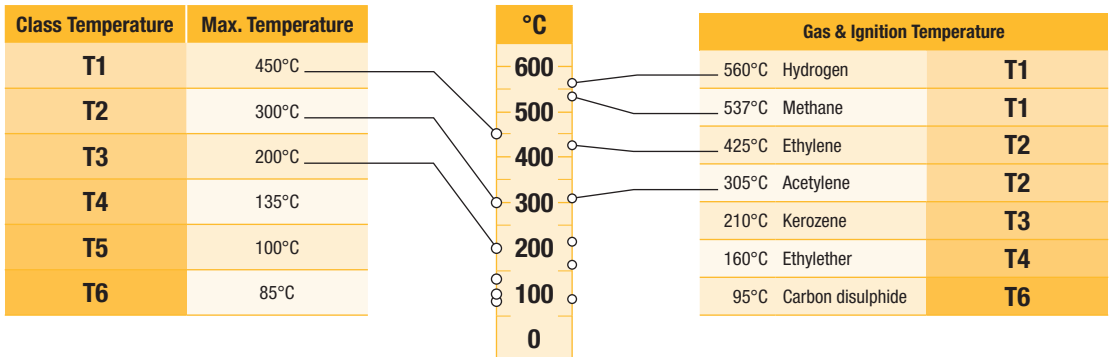 Class Temperature Max. Temperature
T1 450°C
T2 300°C
T3 200°C
T4 135°C
T5 100°C
T6 85°C
°C
600
500
400
300
200
100
0
Gas & Ignition Temperature
560°C Hydrogen T1
537°C Methane T1
425°C Ethylene T2
305°C Acetylene T2
210°C Kerozene T3
160°C Ethylether T4
95°C Carbon disulphide T6